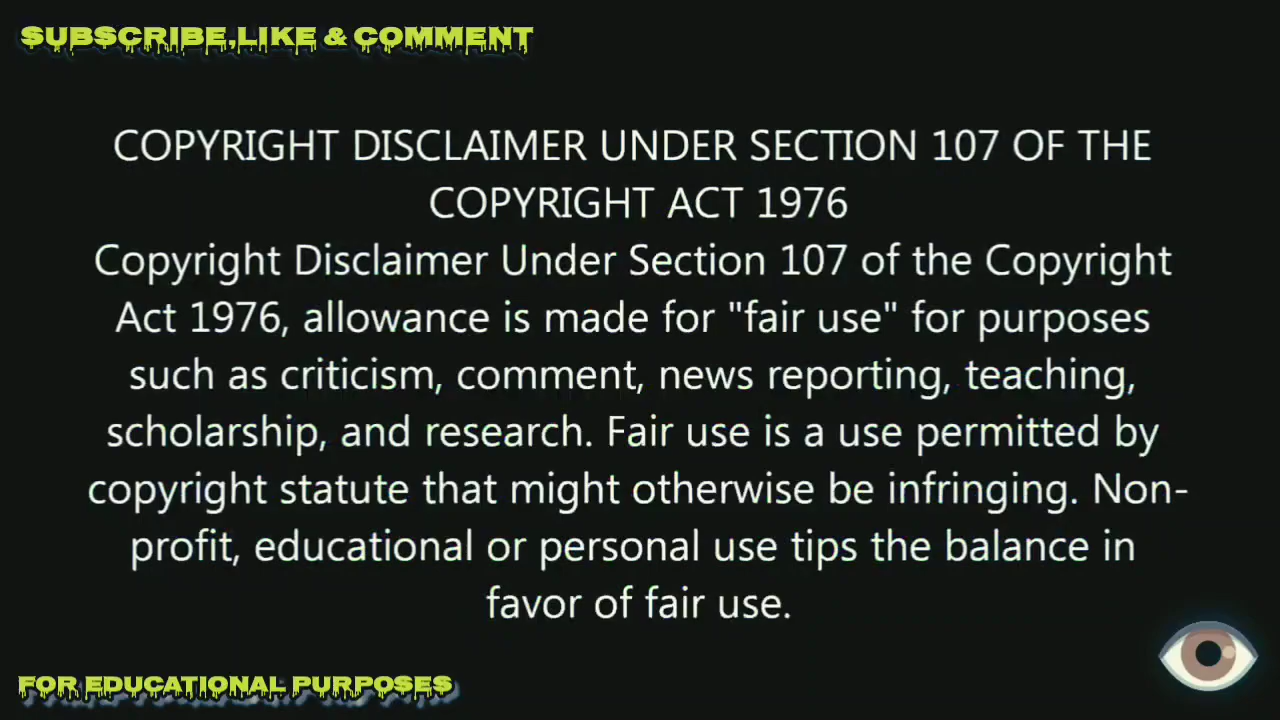 SUBSCRIBE,LIKE & COMMENT
COPYRIGHT DISCLAIMER UNDER SECTION 107 OF THE
COPYRIGHT ACT 1976
Copyright Disclaimer Under Section 107 of the Copyright
Act 1976, allowance is made for "fair use" for purposes
such as criticism, comment, news reporting, teaching,
scholarship, and research. Fair use is a use permitted by
copyright statute that might otherwise be infringing. Non-
profit, educational or personal use tips the balance in
favor of fair use.
FOR EDUCATIONAL PURPOSES